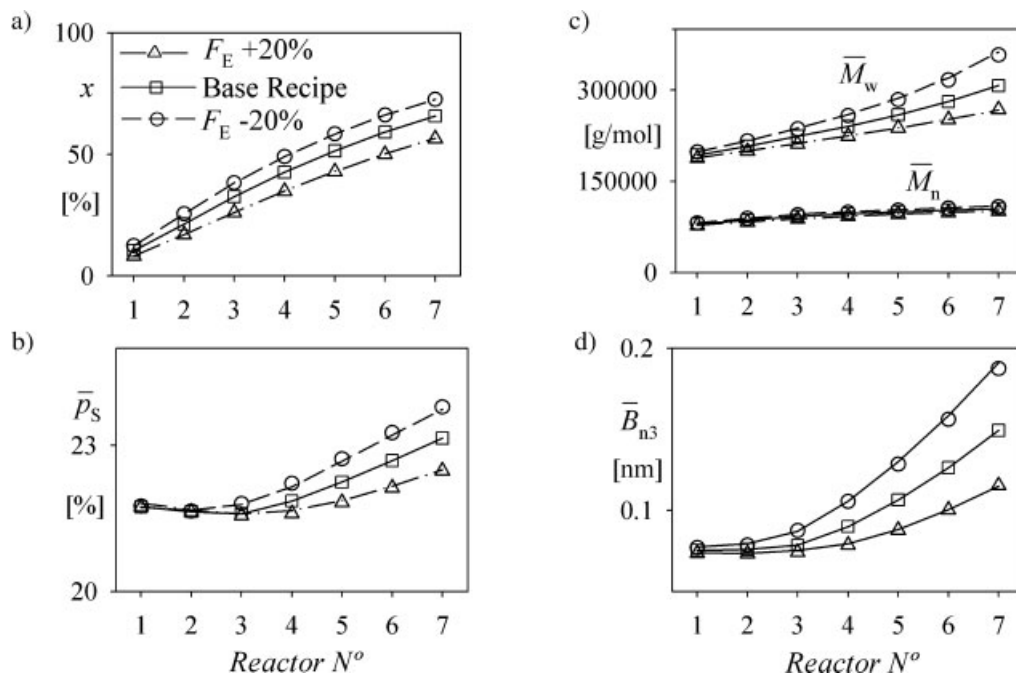 a)
100
x
50
[%]
0
F_E +20%
Base Recipe
F_E -20%
1 2 3 4 5 6 7
b)
p̅_S
23
[%]
20
1 2 3 4 5 6 7
Reactor Nº
c)
300000
[g/mol]
150000
0
M̅_w
M̅_n
1 2 3 4 5 6 7
d)
0.2
B̅_n3
[nm]
0.1
1 2 3 4 5 6 7
Reactor Nº